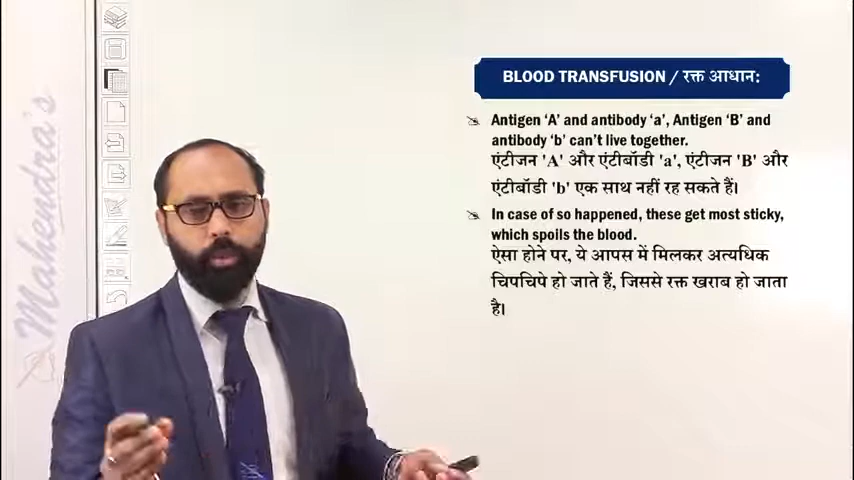 Mahendra's
BLOOD TRANSFUSION / रक्त आधान:
Antigen ‘A’ and antibody ‘a’, Antigen ‘B’ and
antibody ‘b’ can’t live together.
एंटीजन 'A' और एंटीबॉडी 'a', एंटीजन 'B' और
एंटीबॉडी 'b' एक साथ नहीं रह सकते हैं।
In case of so happened, these get most sticky,
which spoils the blood.
ऐसा होने पर, ये आपस में मिलकर अत्यधिक
चिपचिपे हो जाते हैं, जिससे रक्त खराब हो जाता
है।